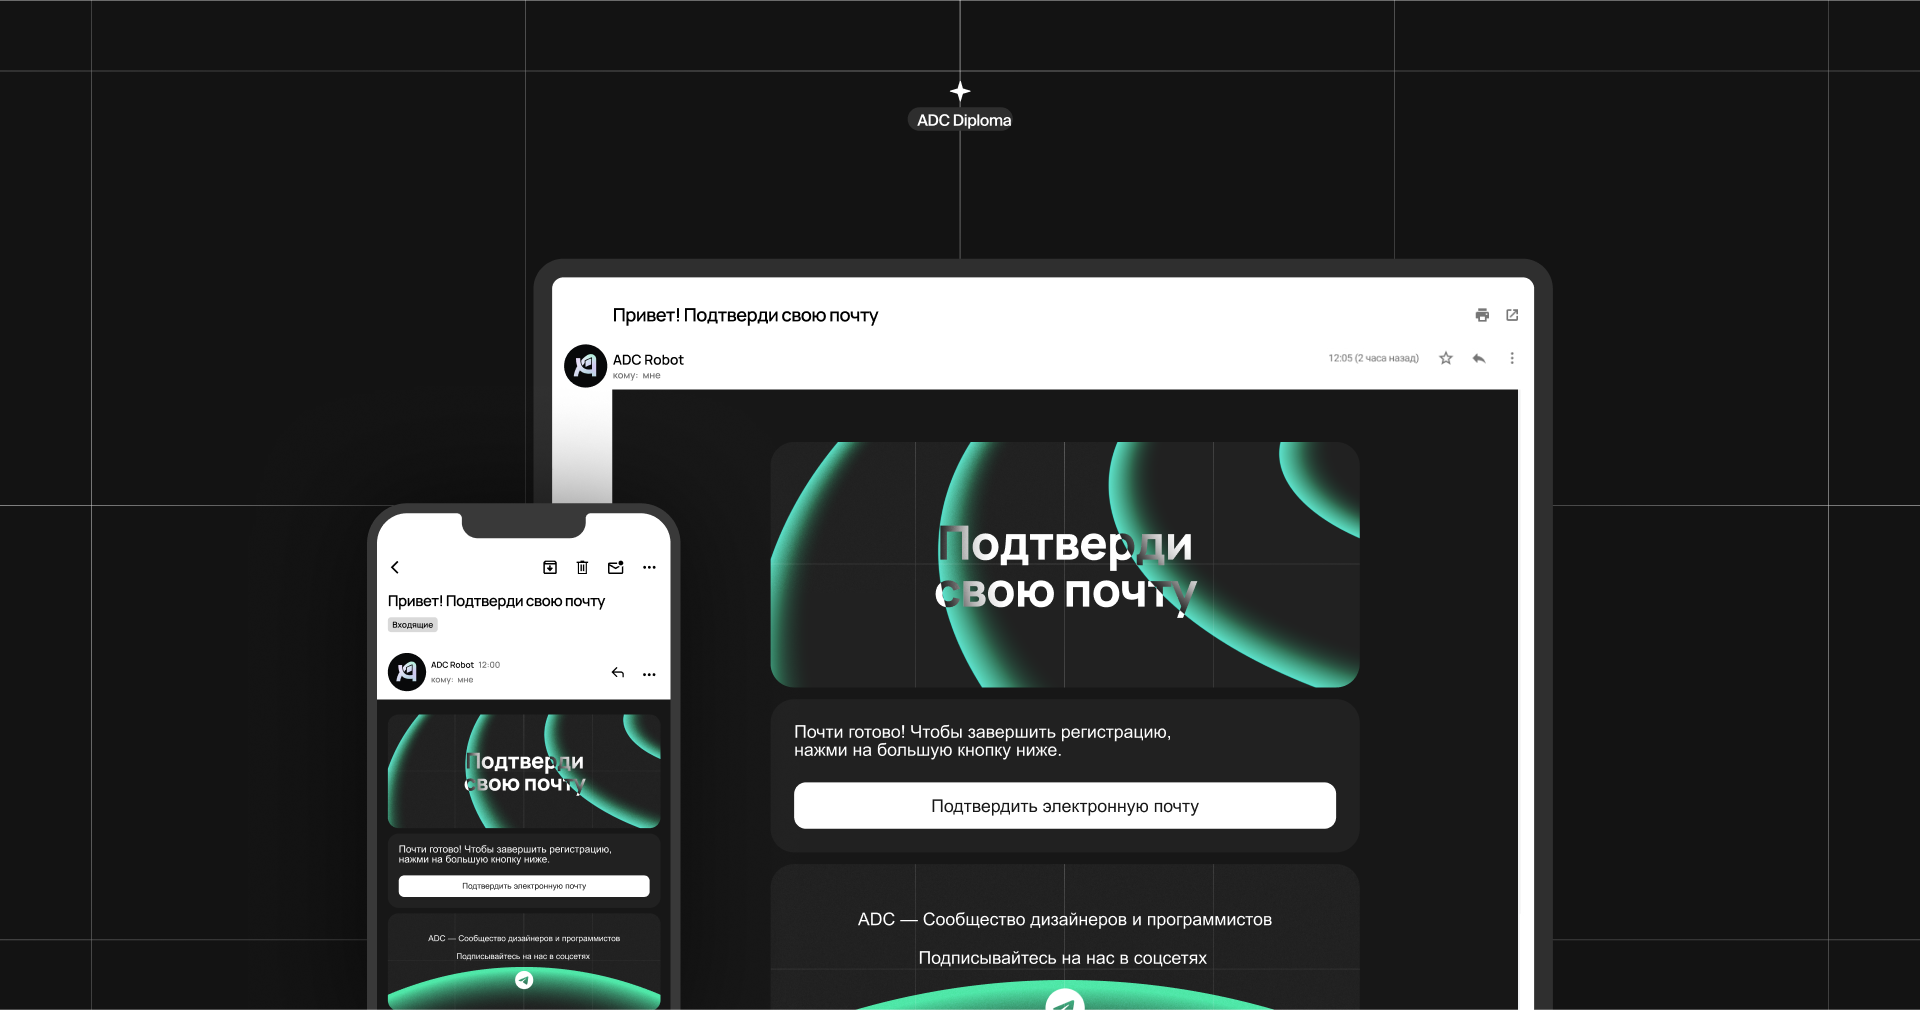 ADC Diploma
Привет! Подтверди свою почту
ADC Robot
кому: мне
12:05 (2 часа назад)
Подтверди
свою почту
Почти готово! Чтобы завершить регистрацию,
нажми на большую кнопку ниже.
Подтвердить электронную почту
ADC — Сообщество дизайнеров и программистов
Подписывайтесь на нас в соцсетях
Привет! Подтверди свою почту
Входящие
ADC Robot 12:00
кому: мне
Подтверди
свою почту
Почти готово! Чтобы завершить регистрацию,
нажми на большую кнопку ниже.
Подтвердить электронную почту
ADC — Сообщество дизайнеров и программистов
Подписывайтесь на нас в соцсетях